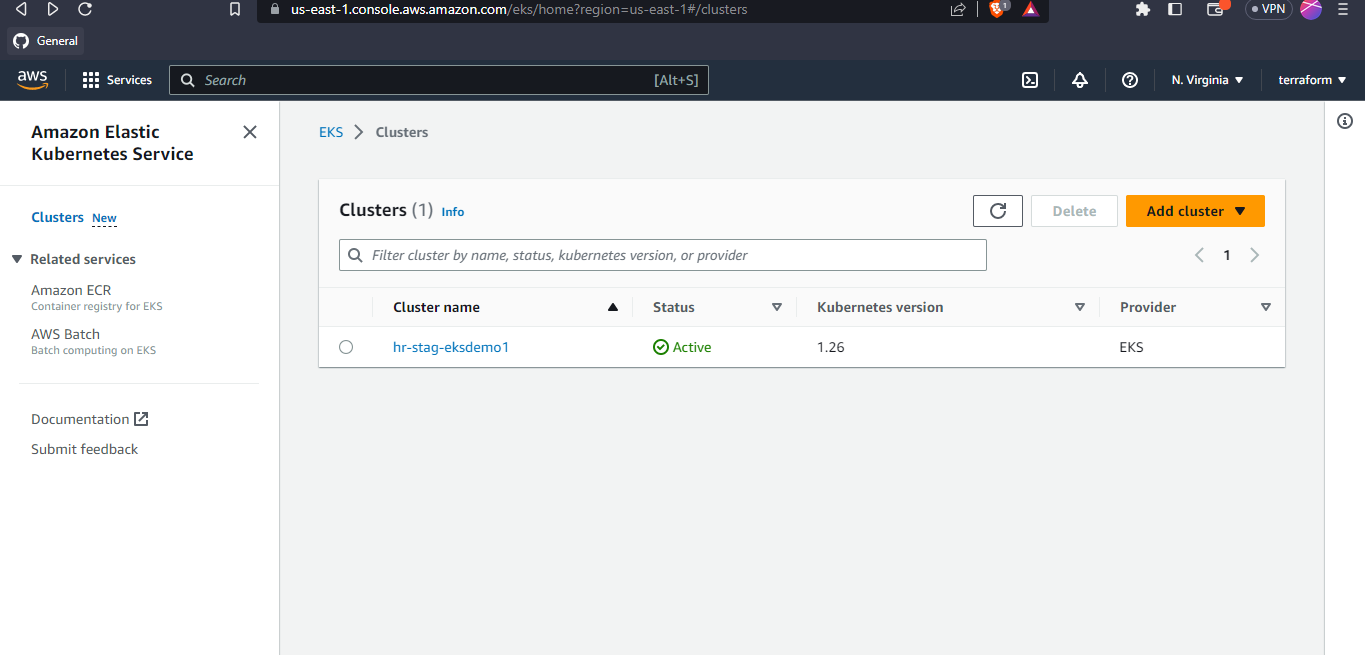 us-east-1.console.aws.amazon.com/eks/home?region=us-east-1#/clusters
1
VPN
General
aws
Services
Search
[Alt+S]
N. Virginia
terraform
Amazon Elastic
Kubernetes Service
Clusters New
Related services
Amazon ECR
Container registry for EKS
AWS Batch
Batch computing on EKS
Documentation
Submit feedback
EKS
Clusters
Clusters (1) Info
Delete
Add cluster
Filter cluster by name, status, kubernetes version, or provider
1
Cluster name Status Kubernetes version Provider
hr-stag-eksdemo1 Active 1.26 EKS